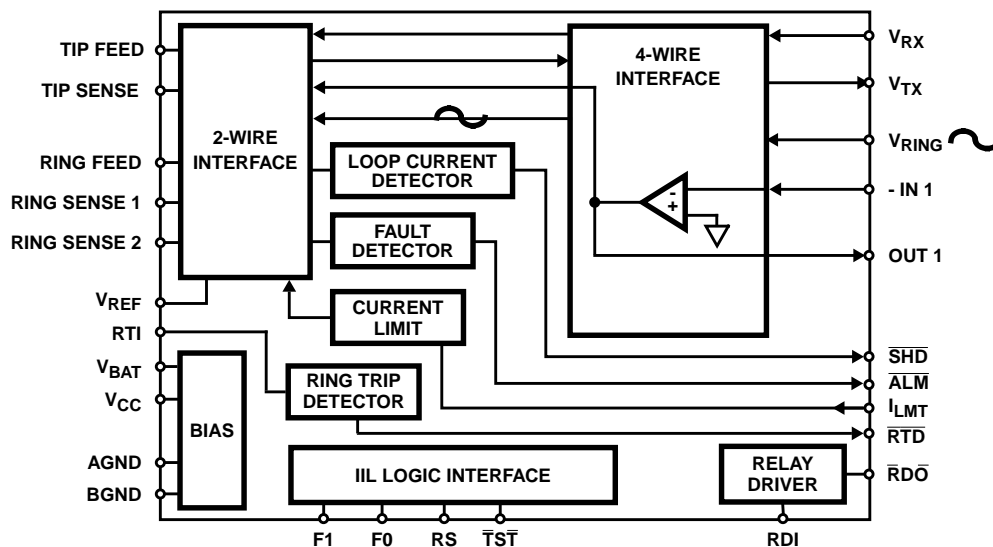 TIP FEED
TIP SENSE
RING FEED
RING SENSE 1
RING SENSE 2
VREF
RTI
VBAT
VCC
AGND
BGND
2-WIRE
INTERFACE
4-WIRE
INTERFACE
LOOP CURRENT
DETECTOR
FAULT
DETECTOR
CURRENT
LIMIT
RING TRIP
DETECTOR
BIAS
IIL LOGIC INTERFACE
RELAY
DRIVER
-
+
VRX
VTX
VRING
- IN 1
OUT 1
SHD
ALM
ILMT
RTD
RDO
F1
F0
RS
TST
RDI